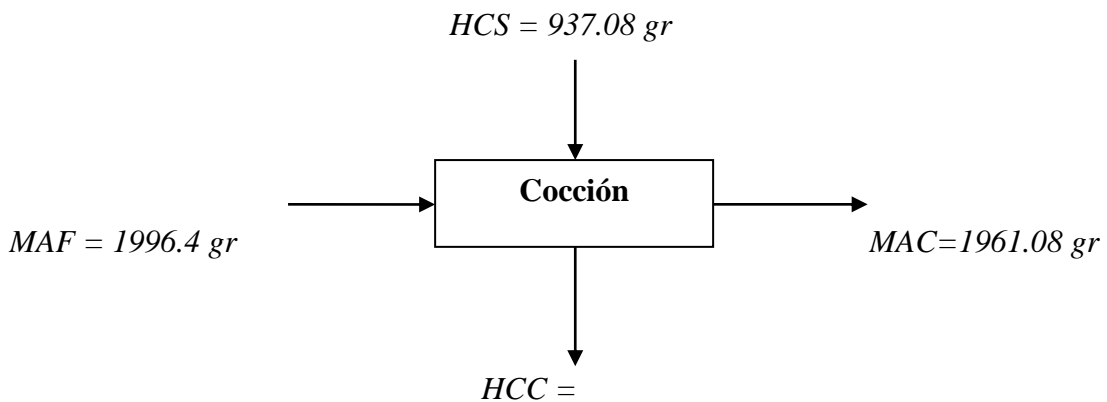 HCS = 937.08 gr
Cocción
MAF = 1996.4 gr
MAC=1961.08 gr
HCC =